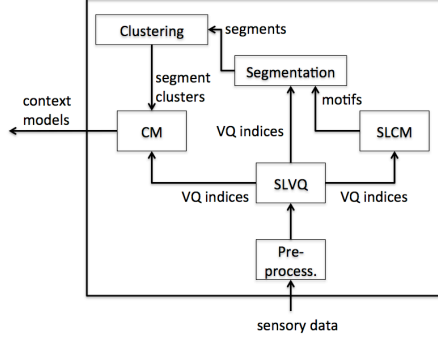 Clustering
segments
Segmentation
segment
clusters
motifs
context
models
CM
VQ indices
SLCM
SLVQ
VQ indices
VQ indices
Pre-
process.
sensory data